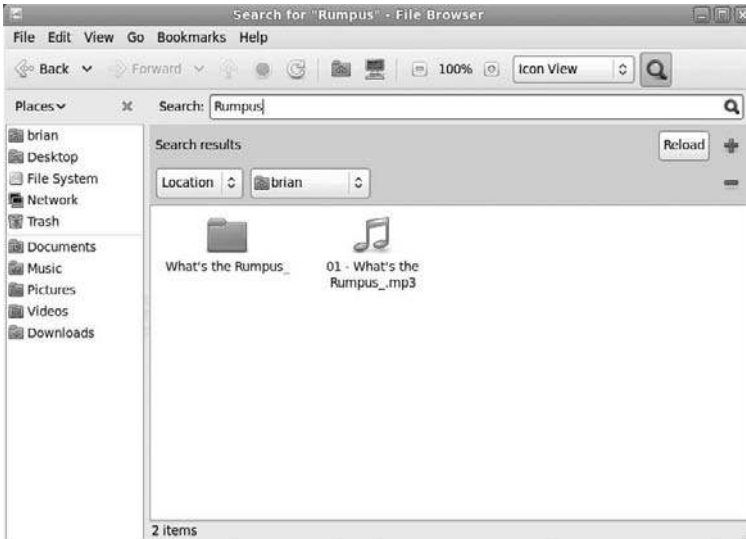 Search for "Rumpus" - File Browser
File Edit View Go Bookmarks Help
Back Forward 100% Icon View
Places Search: Rumpus
brian
Desktop
File System
Network
Trash
Documents
Music
Pictures
Videos
Downloads
Search results Reload
Location brian
What's the Rumpus_
01 - What's the
Rumpus_.mp3
2 items